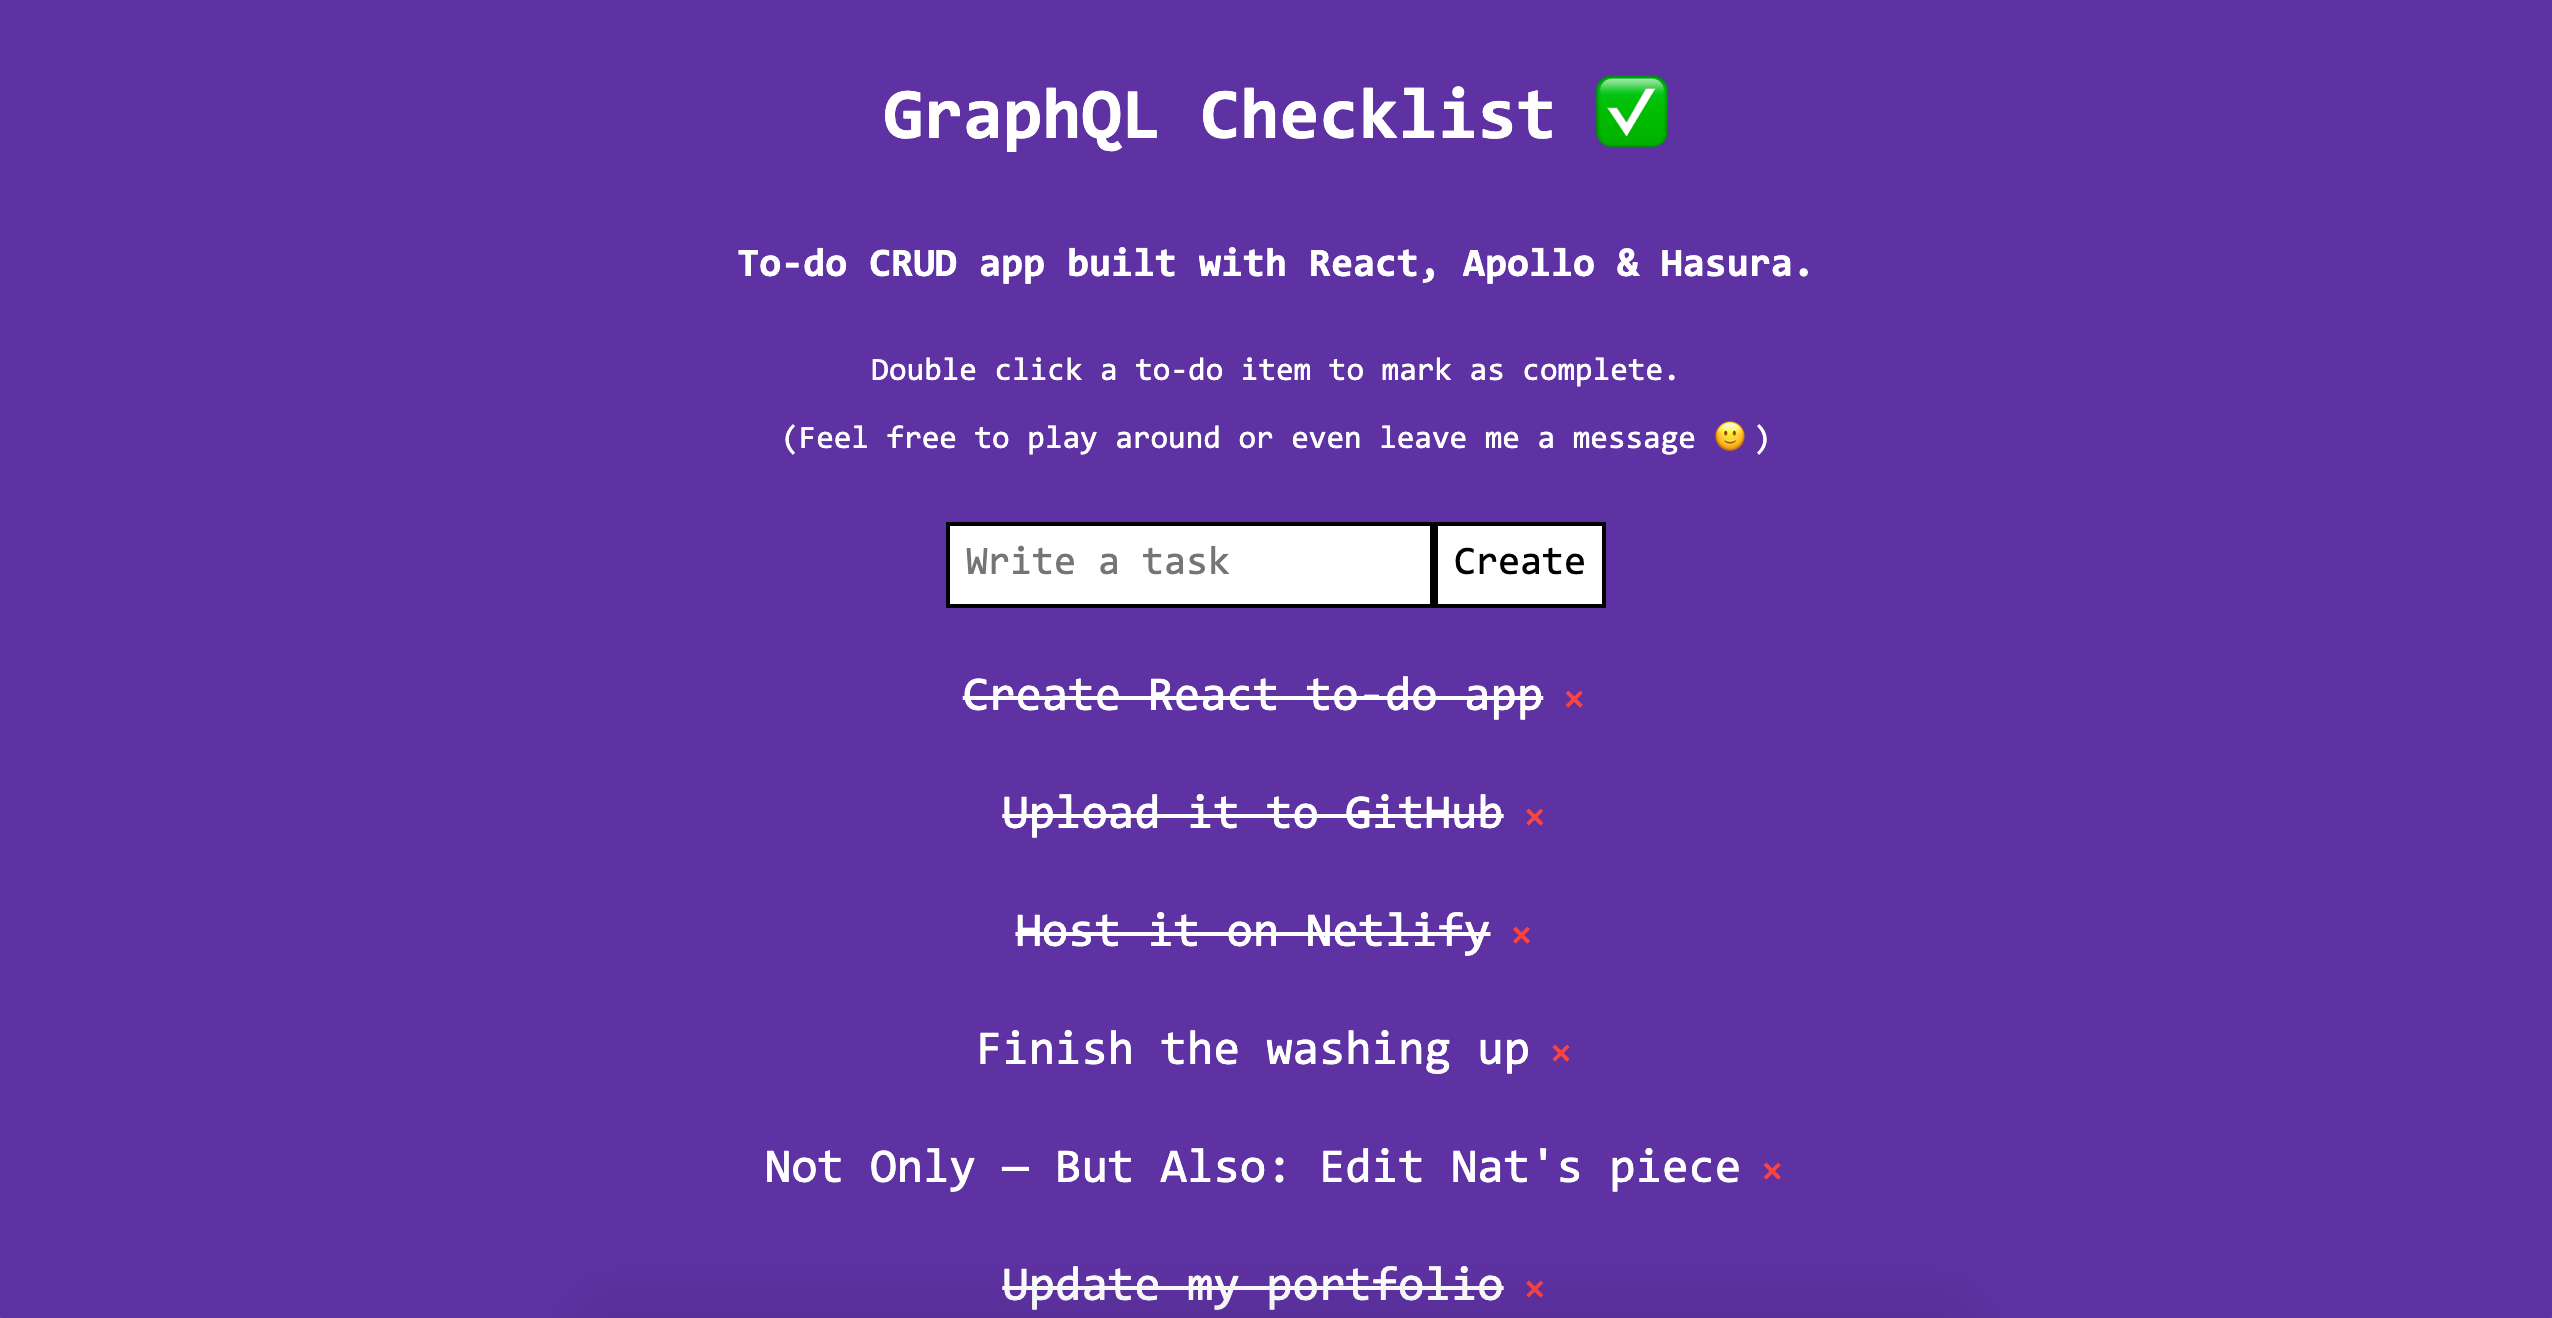 GraphQL Checklist ✅
To-do CRUD app built with React, Apollo & Hasura.
Double click a to-do item to mark as complete.
(Feel free to play around or even leave me a message 🙂)
Write a task Create
Create React to-do app ×
Upload it to GitHub ×
Host it on Netlify ×
Finish the washing up ×
Not Only — But Also: Edit Nat's piece ×
Update my portfolio ×